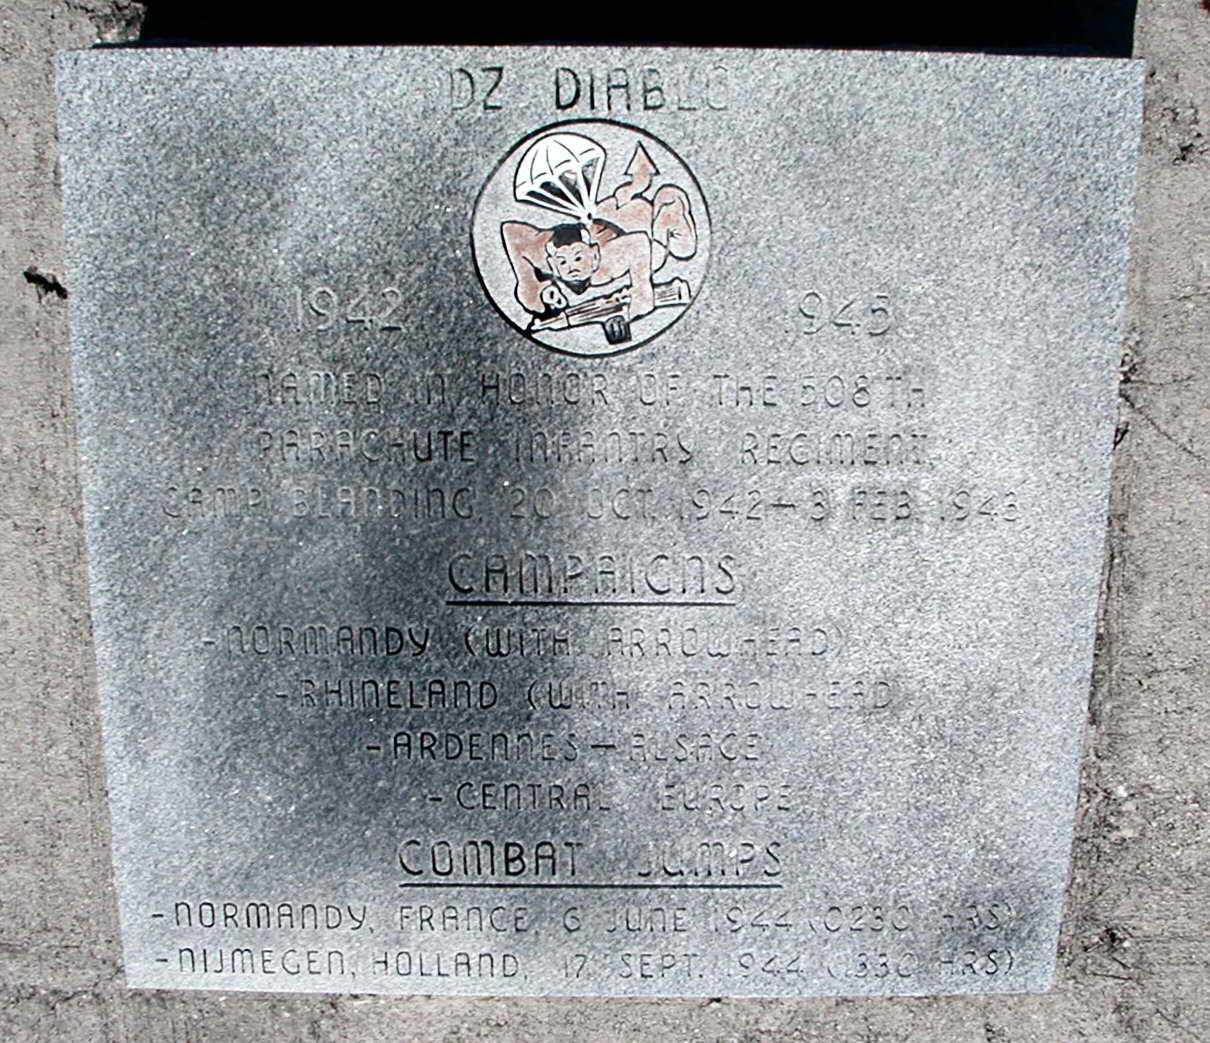 DZ DIABLO
1942 1945
NAMED IN HONOR OF THE 508TH
PARACHUTE INFANTRY REGIMENT,
CAMP BLANDING, 20 OCT. 1942-3 FEB. 1943
CAMPAIGNS
-NORMANDY (WITH ARROWHEAD)
-RHINELAND (WITH ARROWHEAD
-ARDENNES-ALSACE
-CENTRAL EUROPE
COMBAT JUMPS
-NORMANDY, FRANCE, 6 JUNE 1944 (0230 HRS)
-NIJMEGEN, HOLLAND, 17 SEPT. 1944 (1330 HRS)